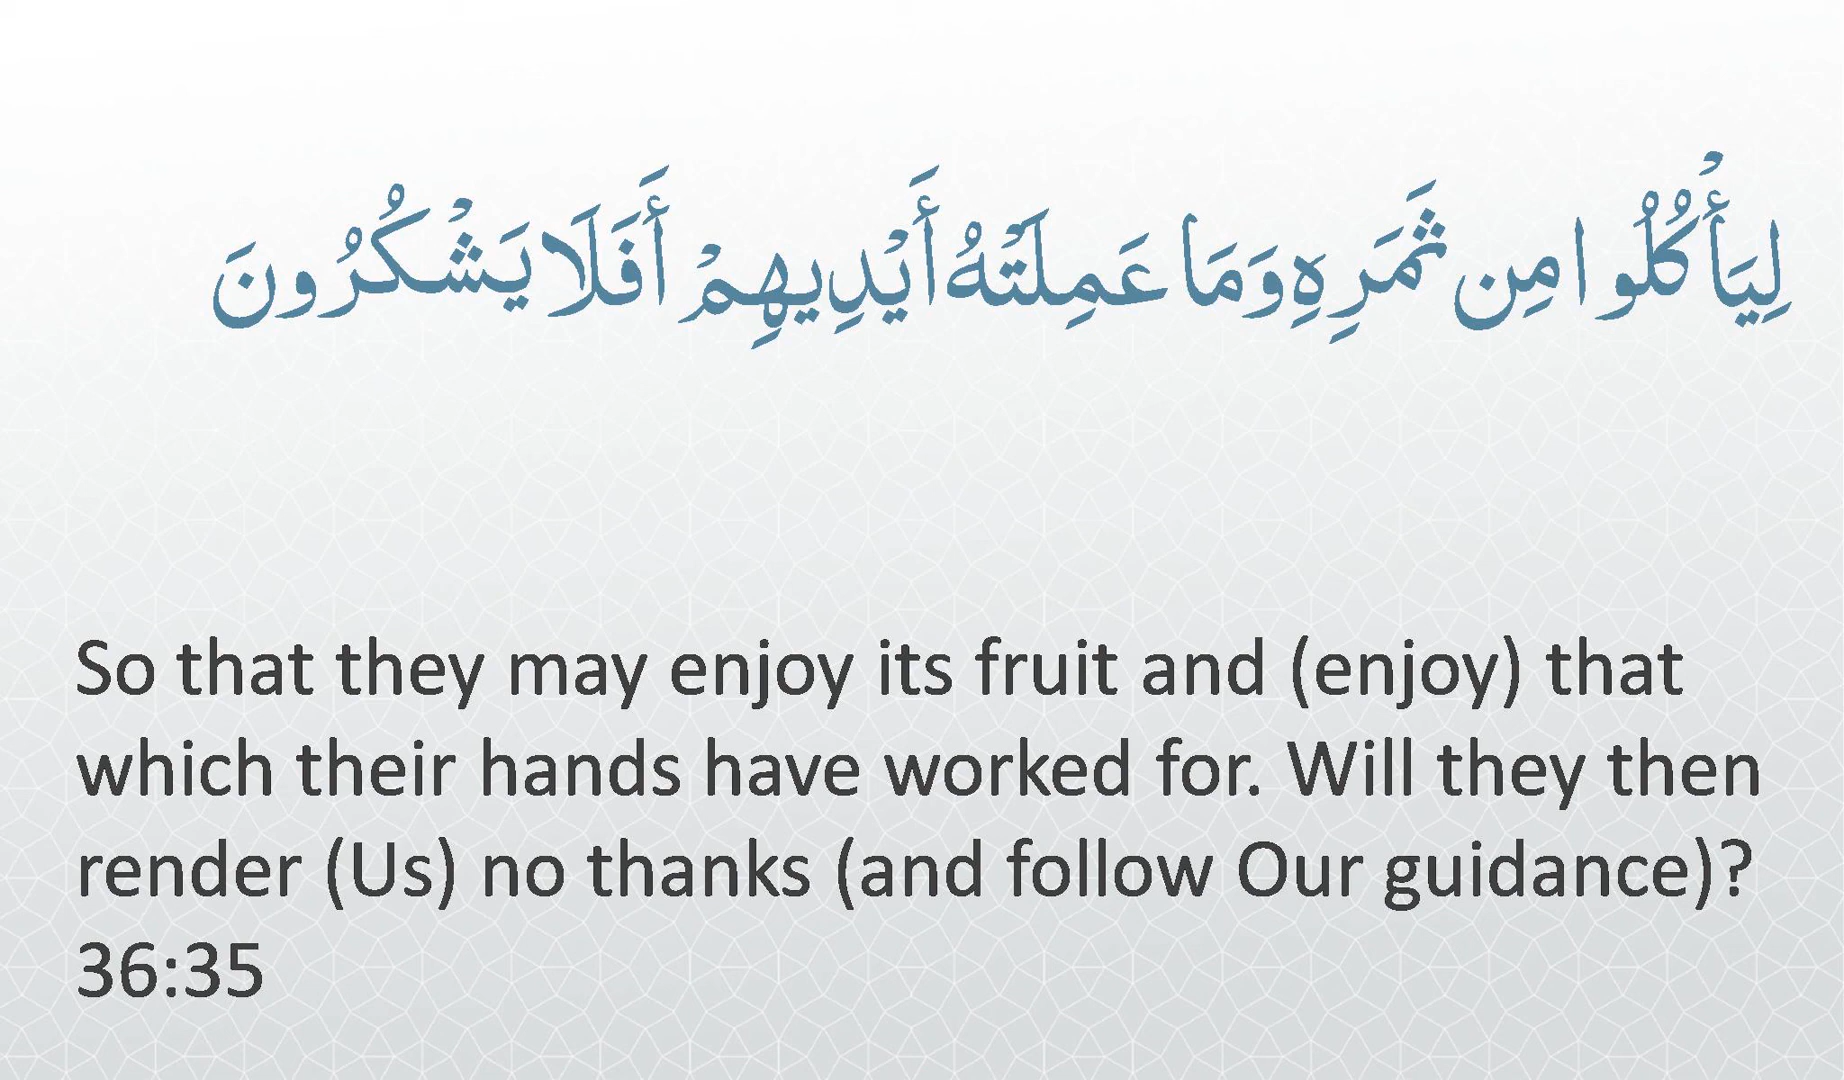 لِيَأْكُلُوا مِن ثَمَرِهِ وَمَا عَمِلَتْهُ أَيْدِيهِمْ أَفَلَا يَشْكُرُونَ
So that they may enjoy its fruit and (enjoy) that
which their hands have worked for. Will they then
render (Us) no thanks (and follow Our guidance)?
36:35